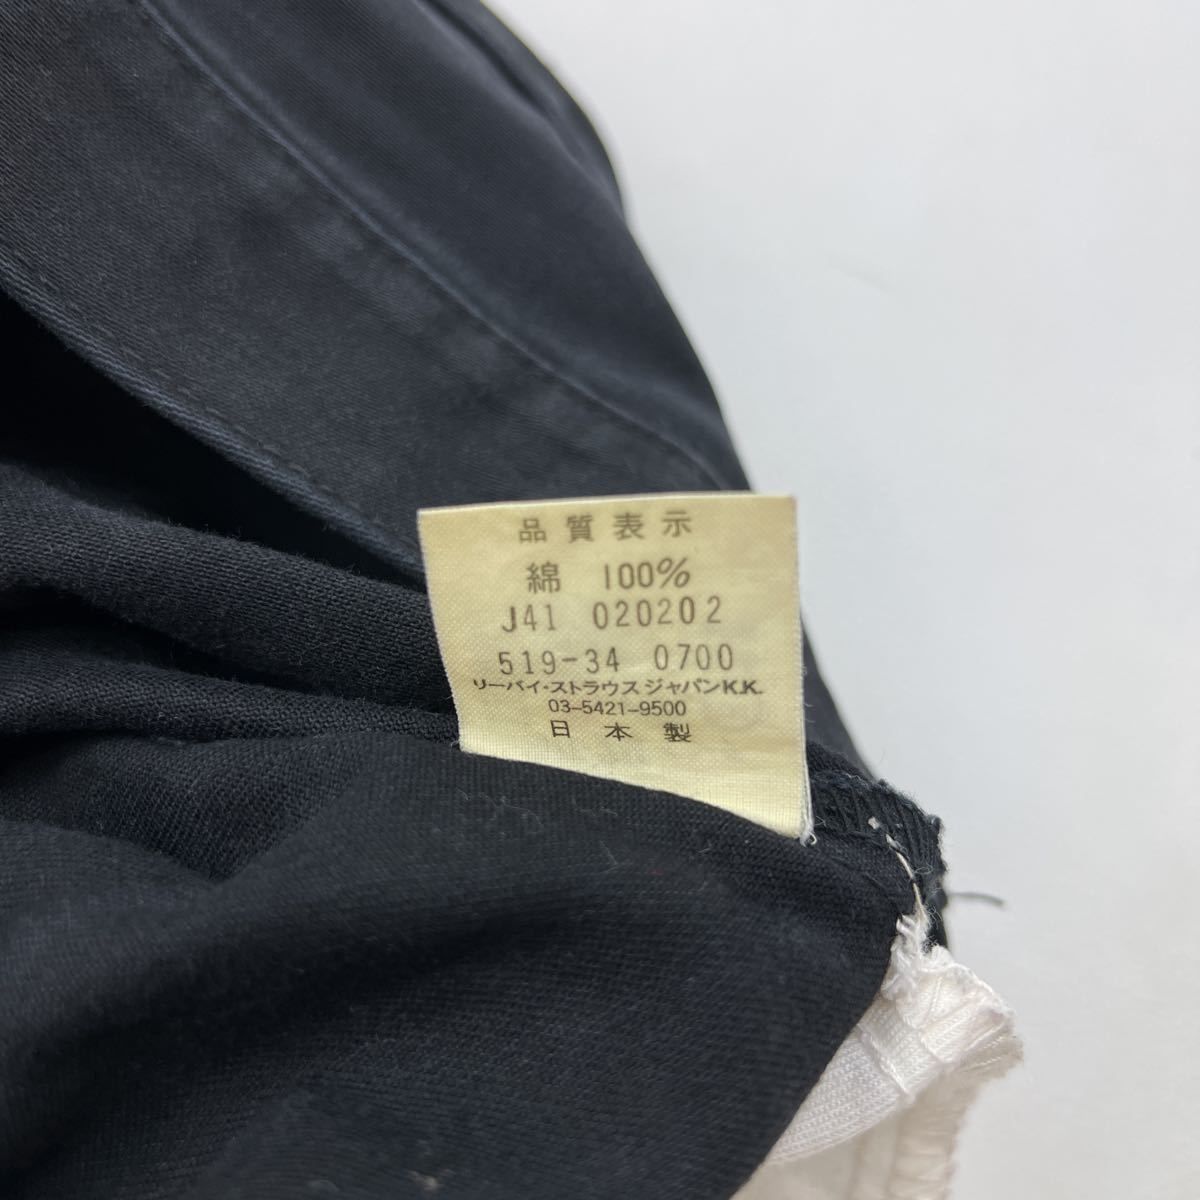 品質表示
綿 100%
J41 020202
519-34 0700
リーバイ・ストラウスジャパンK.K.
03-5421-9500
日本製